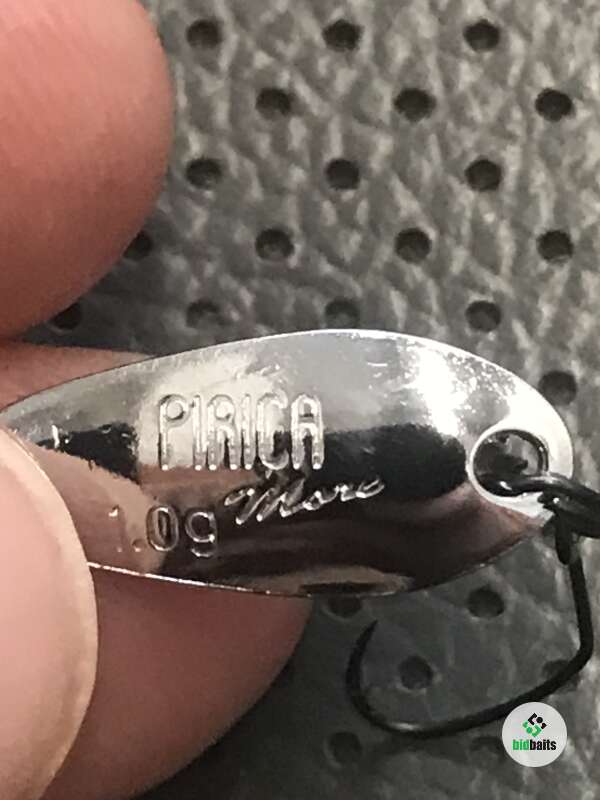 PIRICA
More
1.0g
bidbaits